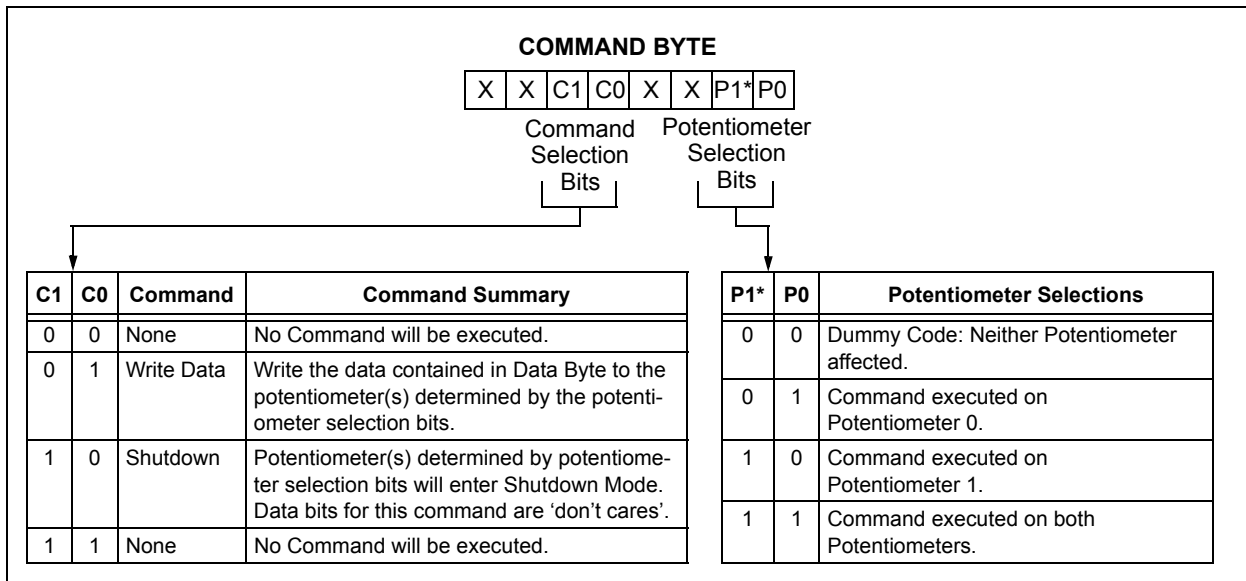 COMMAND BYTE
X X C1 C0 X X P1* P0
Command Potentiometer
Selection Selection
Bits Bits
C1 C0 Command Command Summary
0 0 None No Command will be executed.
0 1 Write Data Write the data contained in Data Byte to the
potentiometer(s) determined by the potenti-
ometer selection bits.
1 0 Shutdown Potentiometer(s) determined by potentiome-
ter selection bits will enter Shutdown Mode.
Data bits for this command are ‘don’t cares’.
1 1 None No Command will be executed.
P1* P0 Potentiometer Selections
0 0 Dummy Code: Neither Potentiometer
affected.
0 1 Command executed on
Potentiometer 0.
1 0 Command executed on
Potentiometer 1.
1 1 Command executed on both
Potentiometers.